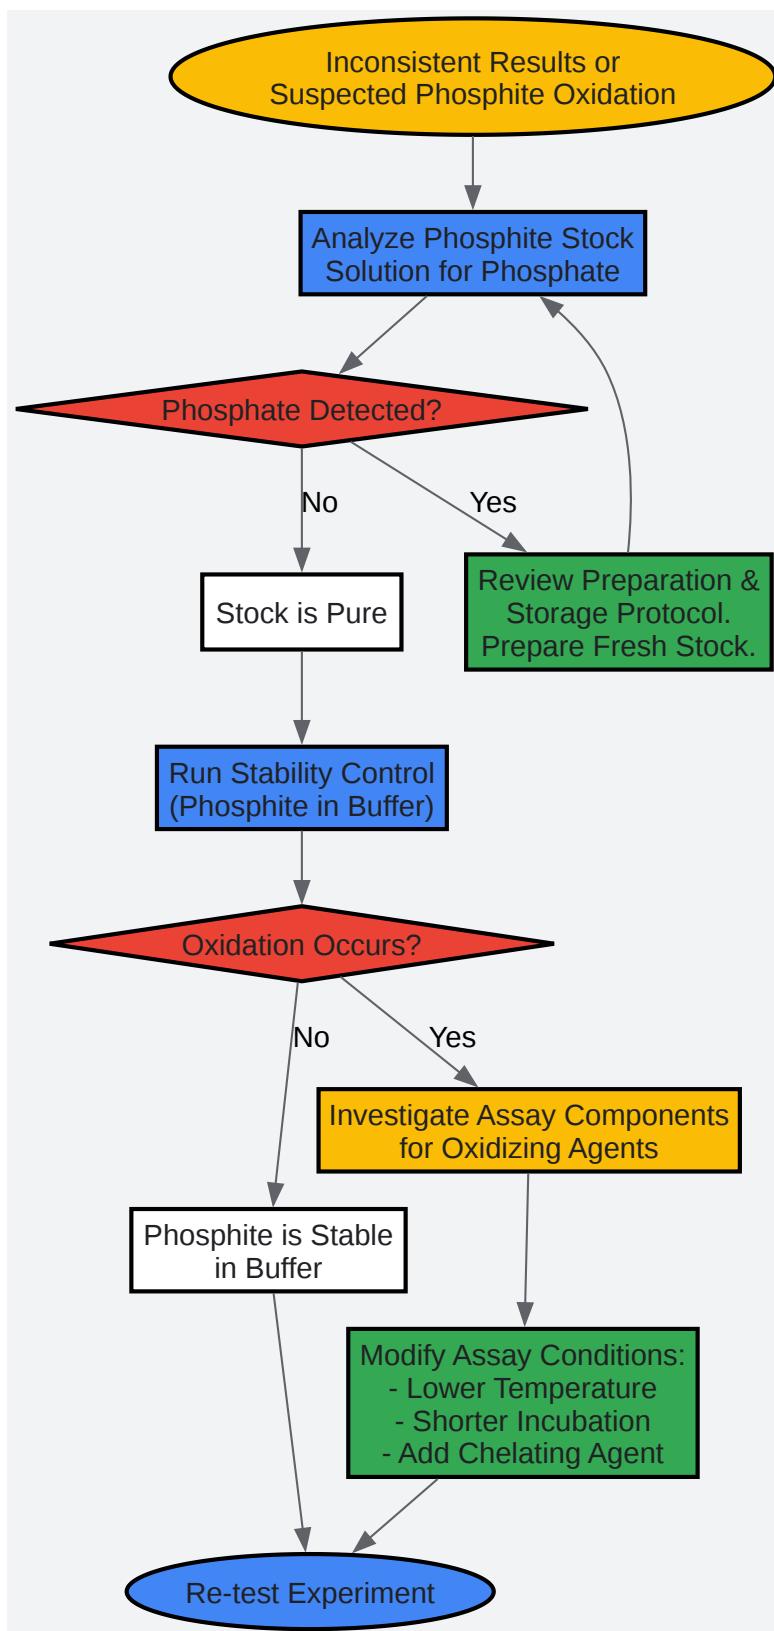 Inconsistent Results or
Suspected Phosphite Oxidation
Analyze Phosphite Stock
Solution for Phosphate
Phosphate Detected?
No
Yes
Review Preparation &
Storage Protocol.
Prepare Fresh Stock.
Stock is Pure
Run Stability Control
(Phosphite in Buffer)
Oxidation Occurs?
No
Yes
Investigate Assay Components
for Oxidizing Agents
Phosphite is Stable
in Buffer
Modify Assay Conditions:
- Lower Temperature
- Shorter Incubation
- Add Chelating Agent
Re-test Experiment